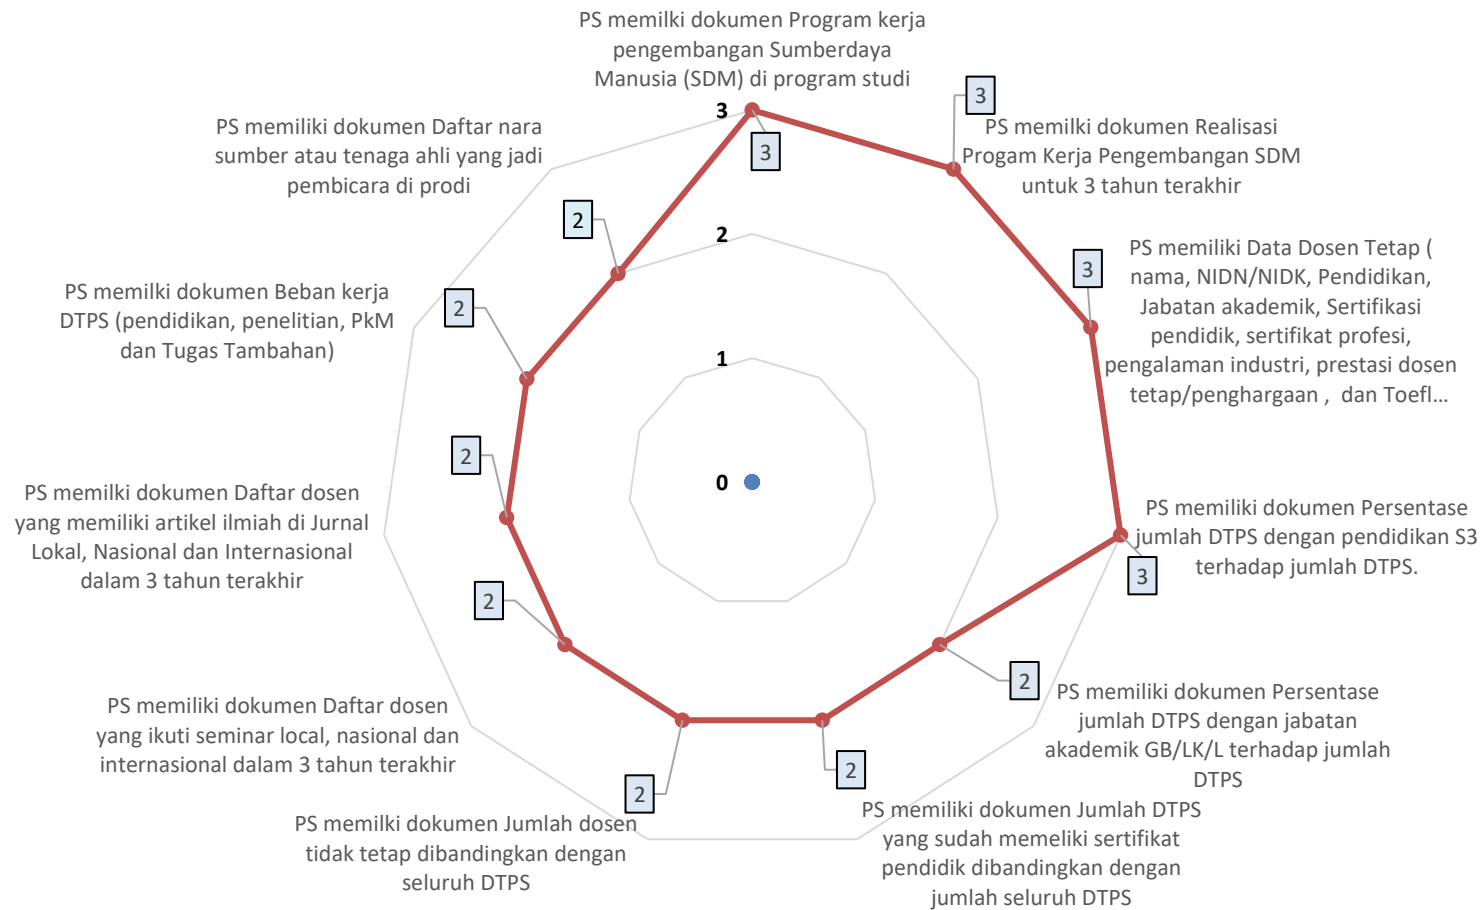 PS memilki dokumen Program kerja
pengembangan Sumberdaya
Manusia (SDM) di program studi
3
3
3
PS memilki dokumen Realisasi
Progam Kerja Pengembangan SDM
untuk 3 tahun terakhir
3
PS memiliki Data Dosen Tetap (
nama, NIDN/NIDK, Pendidikan,
Jabatan akademik, Sertifikasi
pendidik, sertifikat profesi,
pengalaman industri, prestasi dosen
tetap/penghargaan ,  dan Toefl...
PS memiliki dokumen Persentase
jumlah DTPS dengan pendidikan S3
terhadap jumlah DTPS.
3
2
PS memiliki dokumen Persentase
jumlah DTPS dengan jabatan
akademik GB/LK/L terhadap jumlah
DTPS
2
PS memiliki dokumen Jumlah DTPS
yang sudah memeliki sertifikat
pendidik dibandingkan dengan
jumlah seluruh DTPS
2
PS memilki dokumen Jumlah dosen
tidak tetap dibandingkan dengan
seluruh DTPS
2
PS memilki dokumen Daftar dosen
yang ikuti seminar local, nasional dan
internasional dalam 3 tahun terakhir
2
PS memilki dokumen Daftar dosen
yang memiliki artikel ilmiah di Jurnal
Lokal, Nasional dan Internasional
dalam 3 tahun terakhir
2
PS memilki dokumen Beban kerja
DTPS (pendidikan, penelitian, PkM
dan Tugas Tambahan)
2
PS memiliki dokumen Daftar nara
sumber atau tenaga ahli yang jadi
pembicara di prodi
2
1
0